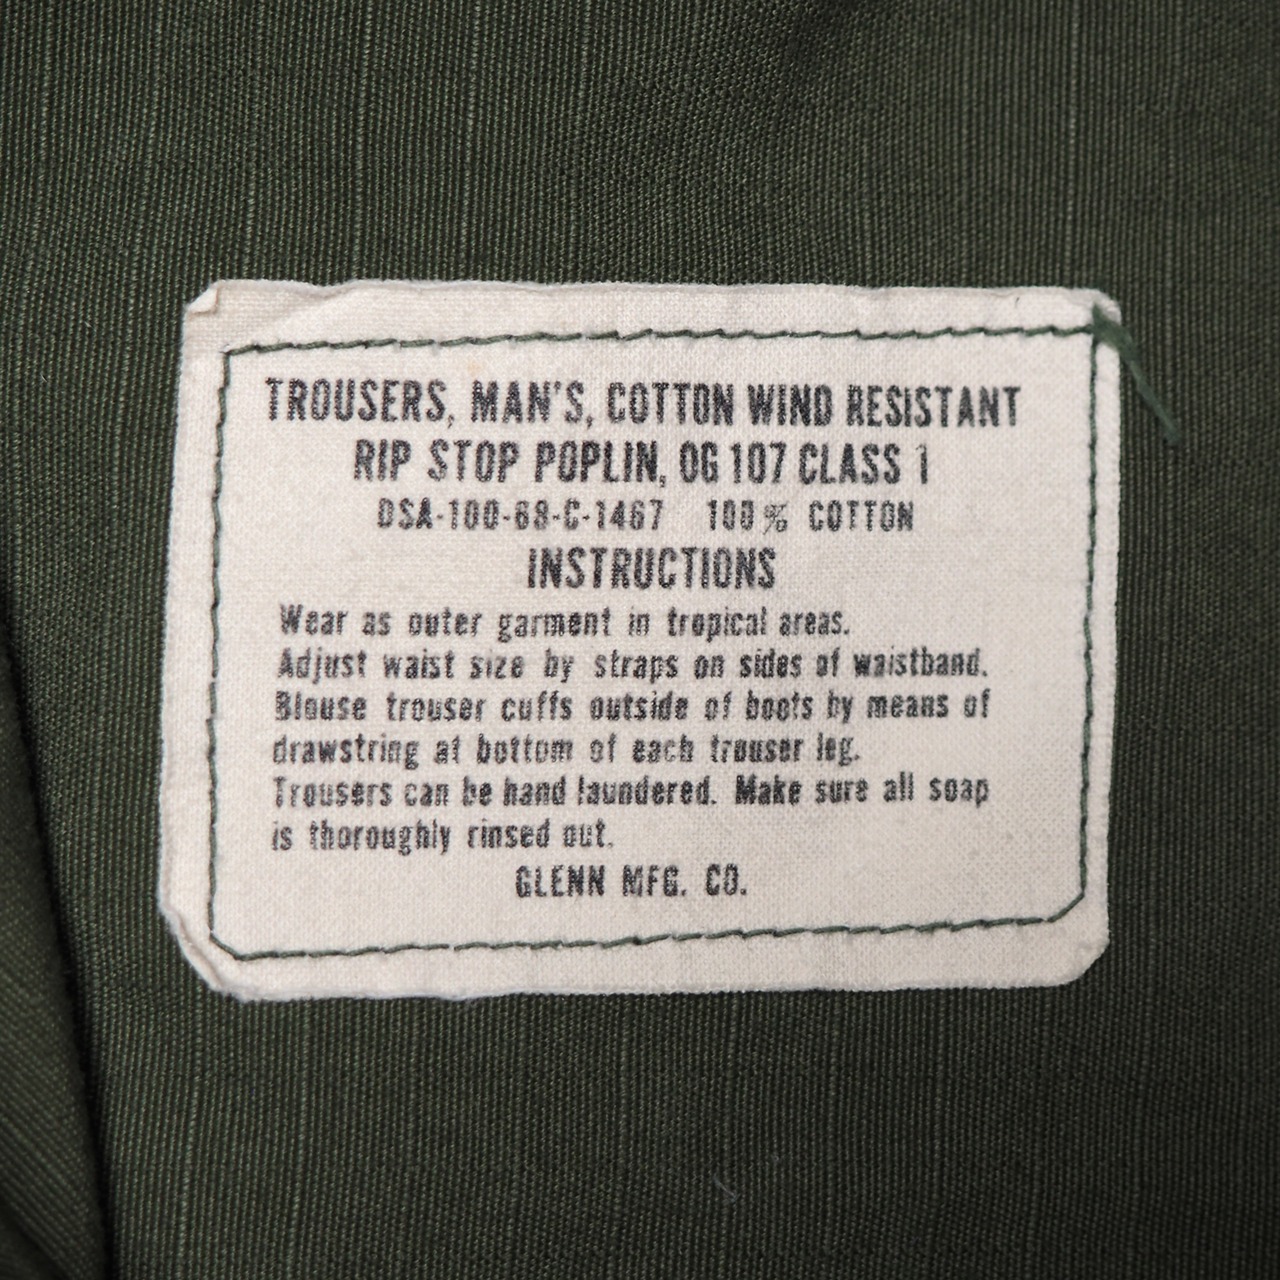 TROUSERS, MAN'S, COTTON WIND RESISTANT
RIP STOP POPLIN, OG 107 CLASS 1
DSA-100-69-C-1467 100% COTTON
INSTRUCTIONS
Wear as outer garment in tropical areas.
Adjust waist size by straps on sides of waistband.
Blouse trouser cuffs outside of boots by means of
drawstring at bottom of each trouser leg.
Trousers can be hand laundered. Make sure all soap
is thoroughly rinsed out.
GLENN MFG. CO.